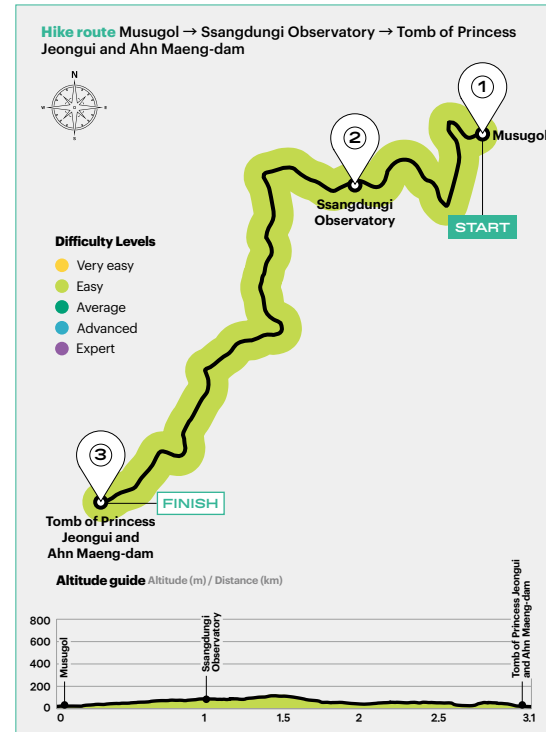 Hike route Musugol → Ssangdungi Observatory → Tomb of Princess
Jeongui and Ahn Maeng-dam
N
W
E
S
1
Musugol
START
2
Ssangdungi
Observatory
Difficulty Levels
Very easy
Easy
Average
Advanced
Expert
3
FINISH
Tomb of Princess
Jeongui and
Ahn Maeng-dam
Altitude guide Altitude (m) / Distance (km)
800
600
400
200
0
Musugol
Ssangdungi
Observatory
Tomb of Princess Jeongui
and Ahn Maeng-dam
0 1 1.5 2 2.5 3.1